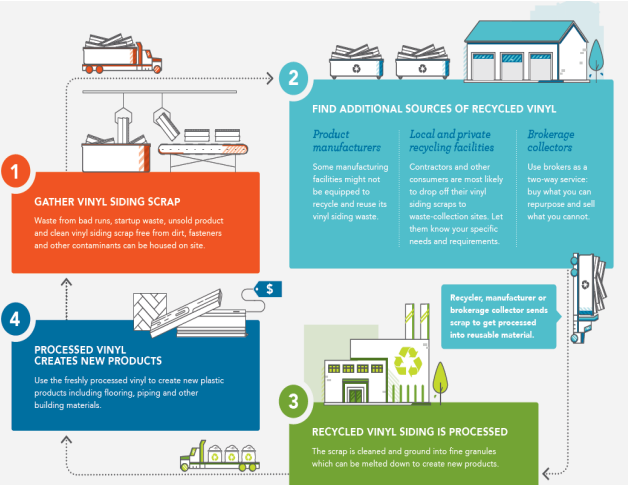 1
GATHER VINYL SIDING SCRAP
Waste from bad runs, startup waste, unsold product
and clean vinyl siding scrap free from dirt, fasteners
and other contaminants can be housed on site.
2
FIND ADDITIONAL SOURCES OF RECYCLED VINYL
Product
manufacturers
Some manufacturing
facilities might not
be equipped to
recycle and reuse its
vinyl siding waste.
Local and private
recycling facilities
Contractors and other
consumers are most likely
to drop off their vinyl
siding scraps to
waste-collection sites. Let
them know your specific
needs and requirements.
Brokerage
collectors
Use brokers as a
two-way service:
buy what you can
repurpose and sell
what you cannot.
Recycler, manufacturer or
brokerage collector sends
scrap to get processed
into reusable material.
3
RECYCLED VINYL SIDING IS PROCESSED
The scrap is cleaned and ground into fine granules
which can be melted down to create new products.
4
$
PROCESSED VINYL
CREATES NEW PRODUCTS
Use the freshly processed vinyl to create new plastic
products including flooring, piping and other
building materials.